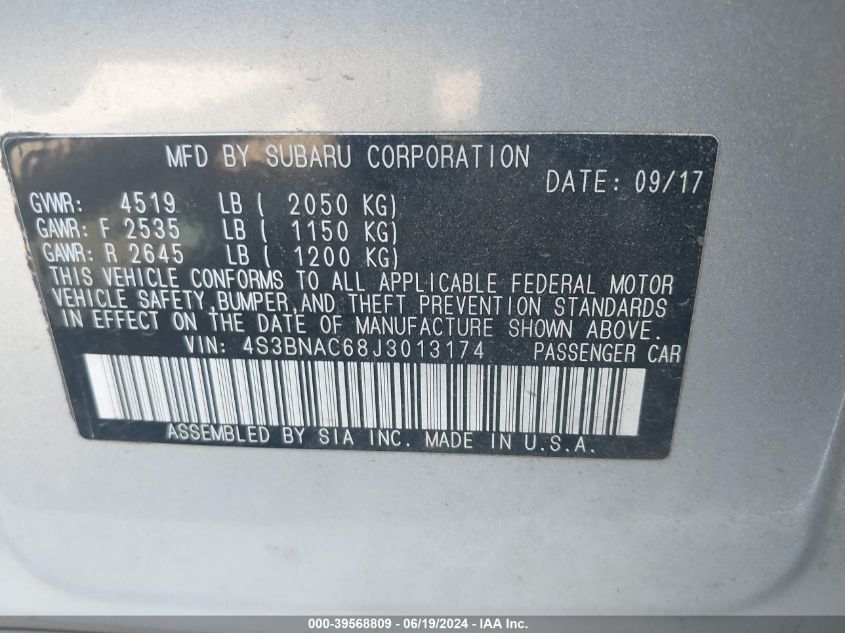 MFD BY SUBARU CORPORATION
DATE: 09/17
GVWR: 4519 LB ( 2050 KG)
GAWR: F 2535 LB ( 1150 KG)
GAWR: R 2645 LB ( 1200 KG)
THIS VEHICLE CONFORMS TO ALL APPLICABLE FEDERAL MOTOR
VEHICLE SAFETY,BUMPER,AND THEFT PREVENTION STANDARDS
IN EFFECT ON THE DATE OF MANUFACTURE SHOWN ABOVE.
VIN: 4S3BNAC68J3013174 PASSENGER CAR
ASSEMBLED BY SIA INC. MADE IN U.S.A.
000-39568809 - 06/19/2024 - IAA Inc.